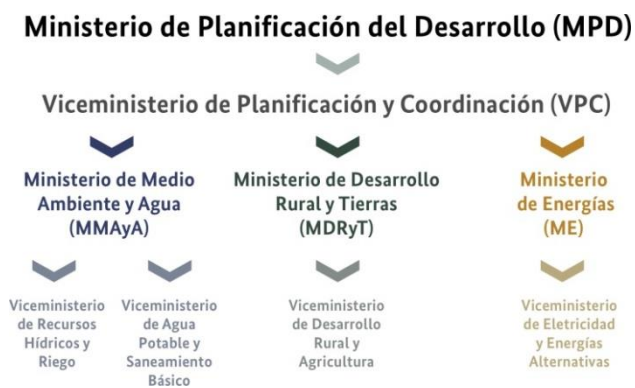 Ministerio de Planificación del Desarrollo (MPD)
Viceministerio de Planificación y Coordinación (VPC)
Ministerio de Medio
Ambiente y Agua
(MMAyA)
Ministerio de Desarrollo
Rural y Tierras
(MDRyT)
Ministerio
de Energías
(ME)
Viceministerio
de Recursos
Hídricos y
Riego
Viceministerio
de Agua
Potable y
Saneamiento
Básico
Viceministerio
de Desarrollo
Rural y
Agricultura
Viceministerio
de Eletricidad
y Energías
Alternativas